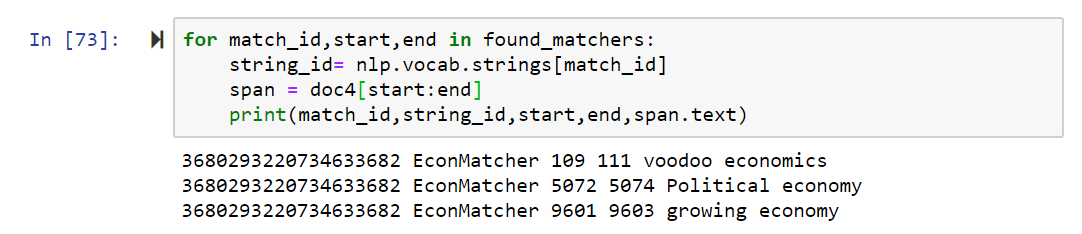 In [73]:
for match_id,start,end in found_matchers:
    string_id= nlp.vocab.strings[match_id]
    span = doc4[start:end]
    print(match_id,string_id,start,end,span.text)
3680293220734633682 EconMatcher 109 111 voodoo economics
3680293220734633682 EconMatcher 5072 5074 Political economy
3680293220734633682 EconMatcher 9601 9603 growing economy